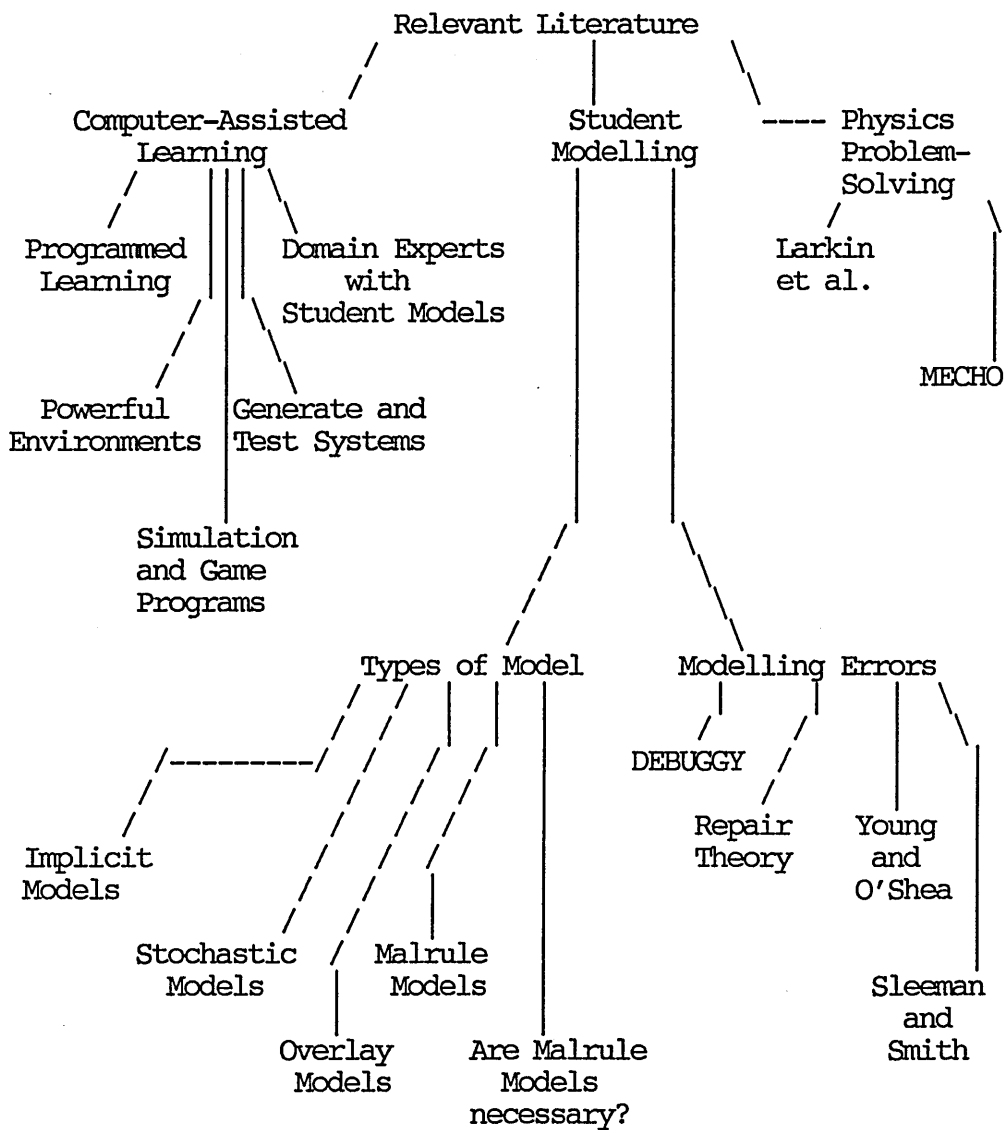 Relevant Literature
Computer-Assisted
Learning
Student
Modelling
Physics
Problem-
Solving
Programmed
Learning
Domain Experts
with
Student Models
Larkin
et al.
MECHO
Powerful
Environments
Generate and
Test Systems
Simulation
and Game
Programs
Types of Model
Modelling Errors
DEBUGGY
Repair
Theory
Young
and
O'Shea
Implicit
Models
Stochastic
Models
Malrule
Models
Sleeman
and
Smith
Overlay
Models
Are Malrule
Models
necessary?